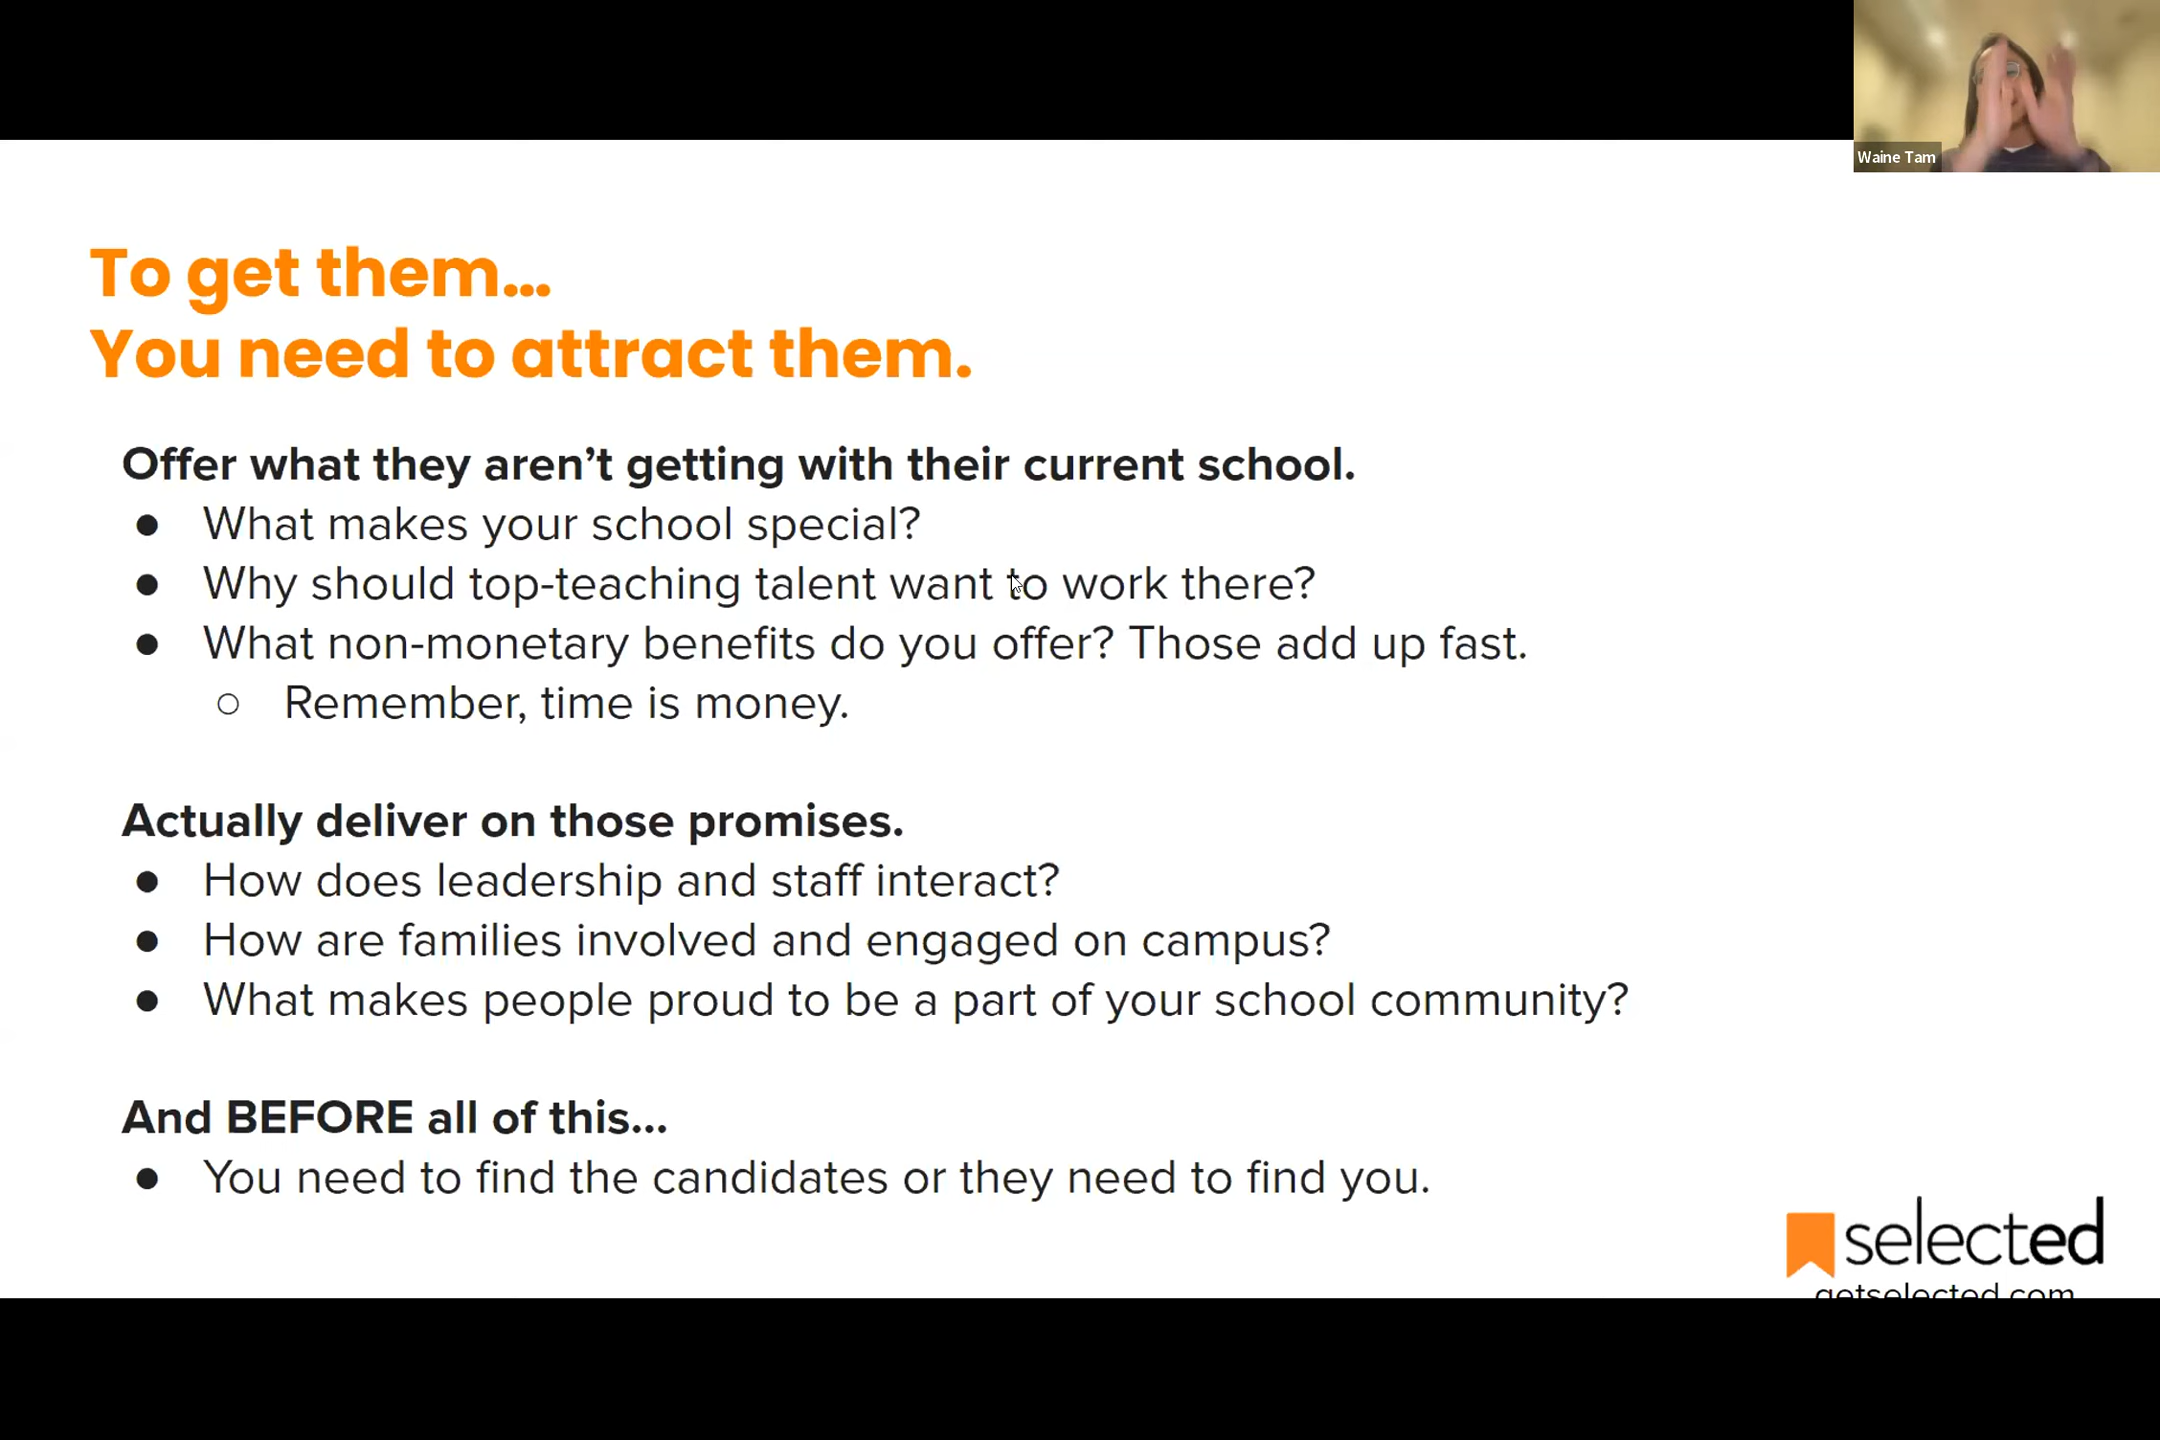 Waine Tam
To get them...
You need to attract them.
Offer what they aren’t getting with their current school.
● What makes your school special?
● Why should top-teaching talent want to work there?
● What non-monetary benefits do you offer? Those add up fast.
○ Remember, time is money.
Actually deliver on those promises.
● How does leadership and staff interact?
● How are families involved and engaged on campus?
● What makes people proud to be a part of your school community?
And BEFORE all of this...
● You need to find the candidates or they need to find you.
selected
getselected.com